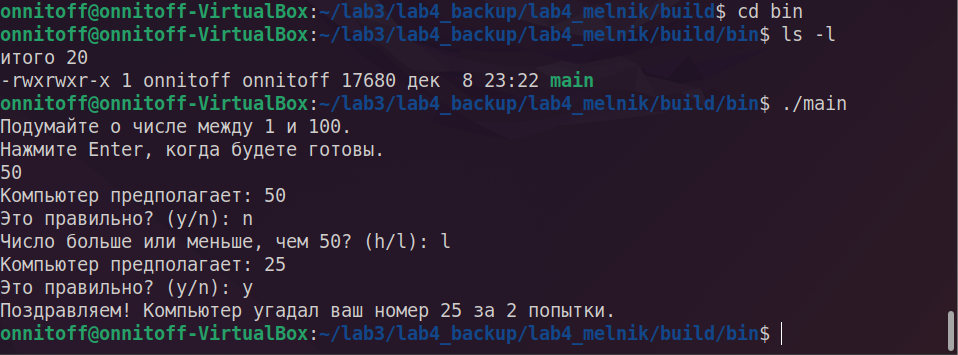 onnitoff@onnitoff-VirtualBox:~/lab3/lab4_backup/lab4_melnik/build$ cd bin
onnitoff@onnitoff-VirtualBox:~/lab3/lab4_backup/lab4_melnik/build/bin$ ls -l
итого 20
-rwxrwxr-x 1 onnitoff onnitoff 17680 дек  8 23:22 main
onnitoff@onnitoff-VirtualBox:~/lab3/lab4_backup/lab4_melnik/build/bin$ ./main
Подумайте о числе между 1 и 100.
Нажмите Enter, когда будете готовы.
50
Компьютер предполагает: 50
Это правильно? (y/n): n
Число больше или меньше, чем 50? (h/l): l
Компьютер предполагает: 25
Это правильно? (y/n): y
Поздравляем! Компьютер угадал ваш номер 25 за 2 попытки.
onnitoff@onnitoff-VirtualBox:~/lab3/lab4_backup/lab4_melnik/build/bin$